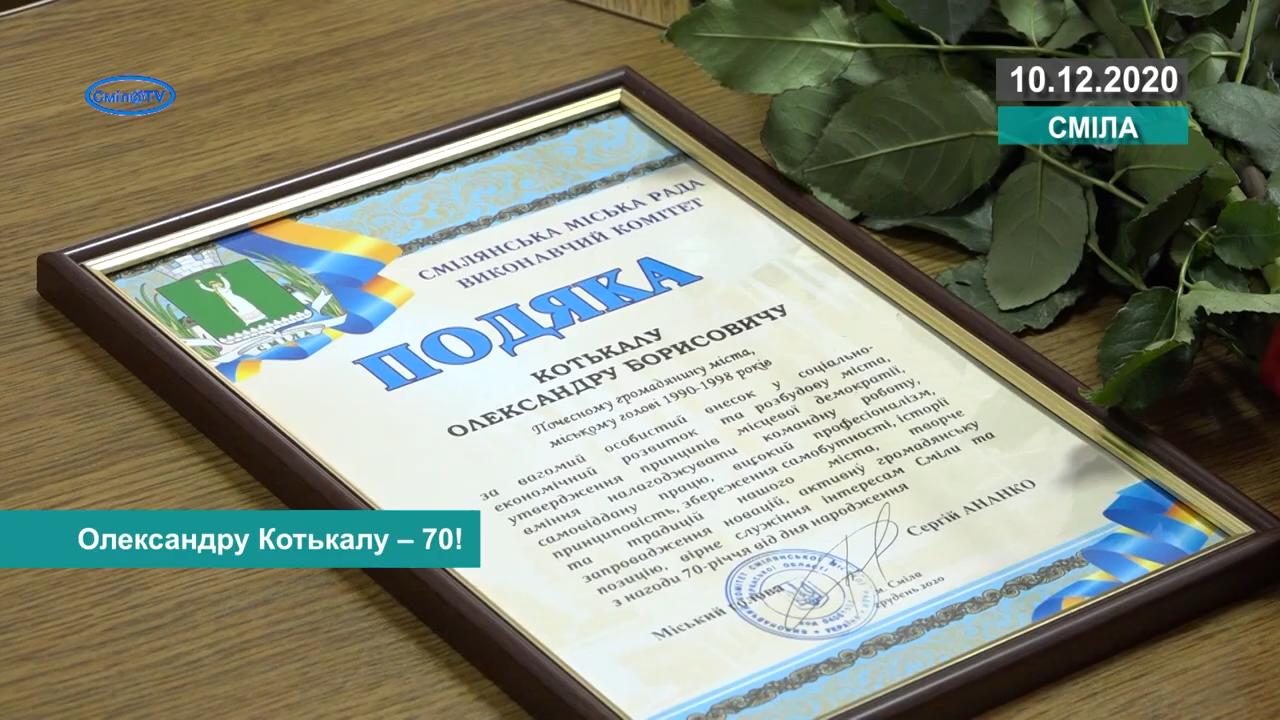 Сміл@TV
10.12.2020
СМІЛА
СМІЛЯНСЬКА МІСЬКА РАДА
ВИКОНАВЧИЙ КОМІТЕТ
ПОДЯКА
КОТЬКАЛУ
ОЛЕКСАНДРУ БОРИСОВИЧУ
Почесному громадянину міста,
міському голові 1990-1998 років
за вагомий особистий внесок у соціально-
економічний розвиток та розбудову міста,
утвердження принципів місцевої демократії,
вміння налагоджувати командну роботу,
самовіддану працю, високий професіоналізм,
принциповість, збереження самобутності, історії
та традицій нашого міста, творче
запровадження новацій, активну громадянську
позицію, вірне служіння інтересам Сміли та
з нагоди 70-річчя від дня народження
Міський голова Сергій АНАНКО
м. Сміла
грудень 2020
Олександру Котькалу – 70!